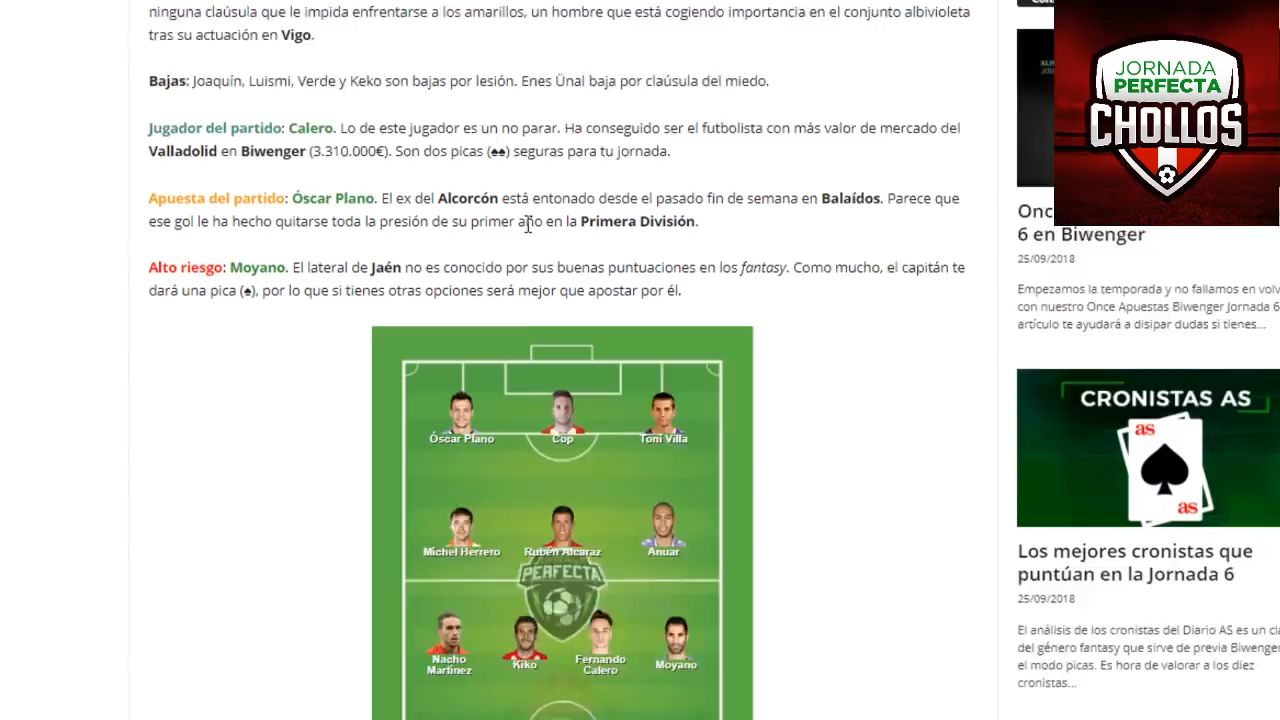 ninguna claúsula que le impida enfrentarse a los amarillos, un hombre que está cogiendo importancia en el conjunto albivioleta
tras su actuación en Vigo.
Bajas: Joaquín, Luismi, Verde y Keko son bajas por lesión. Enes Ünal baja por claúsula del miedo.
Jugador del partido: Calero. Lo de este jugador es un no parar. Ha conseguido ser el futbolista con más valor de mercado del
Valladolid en Biwenger (3.310.000€). Son dos picas (♠♠) seguras para tu jornada.
Apuesta del partido: Óscar Plano. El ex del Alcorcón está entonado desde el pasado fin de semana en Balaídos. Parece que
ese gol le ha hecho quitarse toda la presión de su primer año en la Primera División.
Alto riesgo: Moyano. El lateral de Jaén no es conocido por sus buenas puntuaciones en los fantasy. Como mucho, el capitán te
dará una pica (♠), por lo que si tienes otras opciones será mejor que apostar por él.
Óscar Plano
Cop
Toni Villa
Michel Herrero
Rubén Alcaraz
Anuar
PERFECTA
Nacho
Martínez
Kiko
Fernando
Calero
Moyano
JORNADA
PERFECTA
CHOLLOS
Onc
6 en Biwenger
25/09/2018
Empezamos la temporada y no fallamos en volv
con nuestro Once Apuestas Biwenger Jornada 6
artículo te ayudará a disipar dudas si tienes...
CRONISTAS AS
as
as
Los mejores cronistas que
puntúan en la Jornada 6
25/09/2018
El análisis de los cronistas del Diario AS es un cla
del género fantasy que sirve de previa Biwenger
el modo picas. Es hora de valorar a los diez
cronistas...